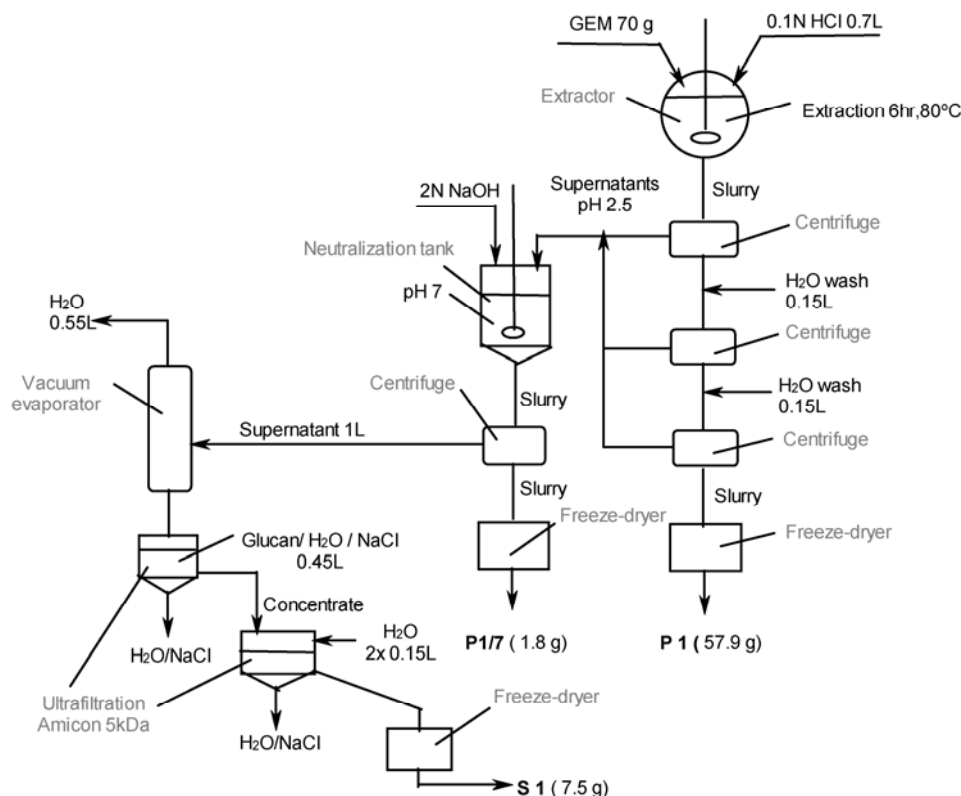 GEM 70 g
0.1N HCl 0.7L
Extractor
Extraction 6hr,80ºC
Slurry
Supernatants
pH 2.5
2N NaOH
Centrifuge
Neutralization tank
H₂O wash
0.15L
pH 7
H₂O
0.55L
Centrifuge
Vacuum
evaporator
Centrifuge
Slurry
H₂O wash
0.15L
Supernatant 1L
Centrifuge
Slurry
Slurry
Freeze-dryer
Freeze-dryer
Glucan/ H₂O / NaCl
0.45L
Concentrate
H₂O/NaCl
H₂O
2x 0.15L
P1/7 ( 1.8 g)
P 1 ( 57.9 g)
Ultrafiltration
Amicon 5kDa
Freeze-dryer
H₂O/NaCl
S 1 ( 7.5 g)